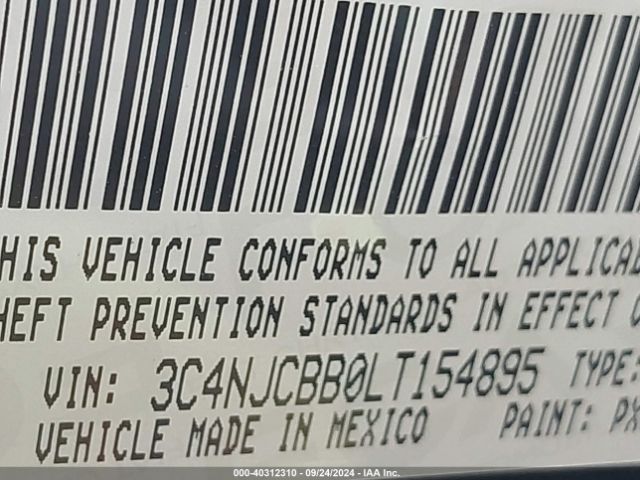 HIS VEHICLE CONFORMS TO ALL APPLICAB
HEFT PREVENTION STANDARDS IN EFFECT O
VIN: 3C4NJCBB0LT154895 TYPE:
VEHICLE MADE IN MEXICO PAINT: PX
000-40312310 - 09/24/2024 - IAA Inc.